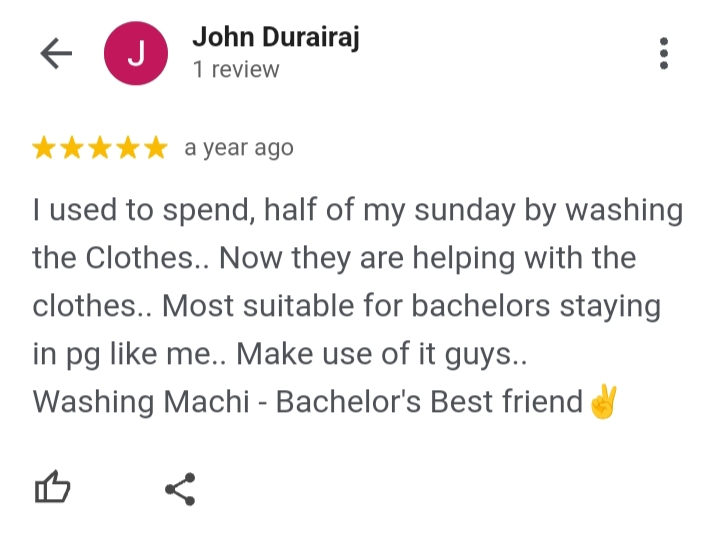 J
John Durairaj
1 review
a year ago
I used to spend, half of my sunday by washing
the Clothes.. Now they are helping with the
clothes.. Most suitable for bachelors staying
in pg like me.. Make use of it guys..
Washing Machi - Bachelor's Best friend✌️